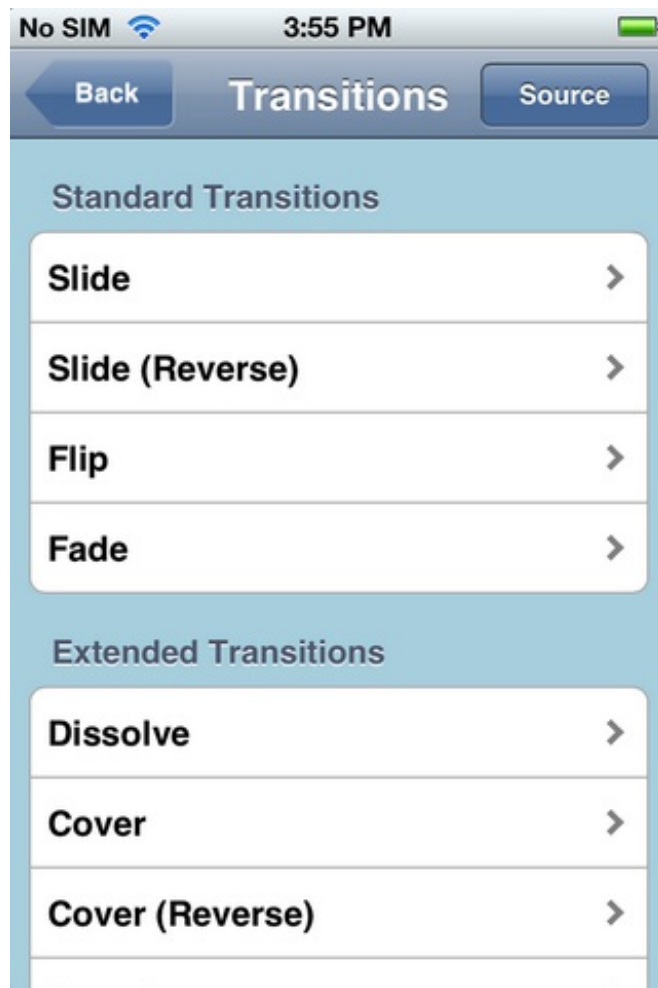 No SIM 3:55 PM
Back Transitions Source
Standard Transitions
Slide
Slide (Reverse)
Flip
Fade
Extended Transitions
Dissolve
Cover
Cover (Reverse)